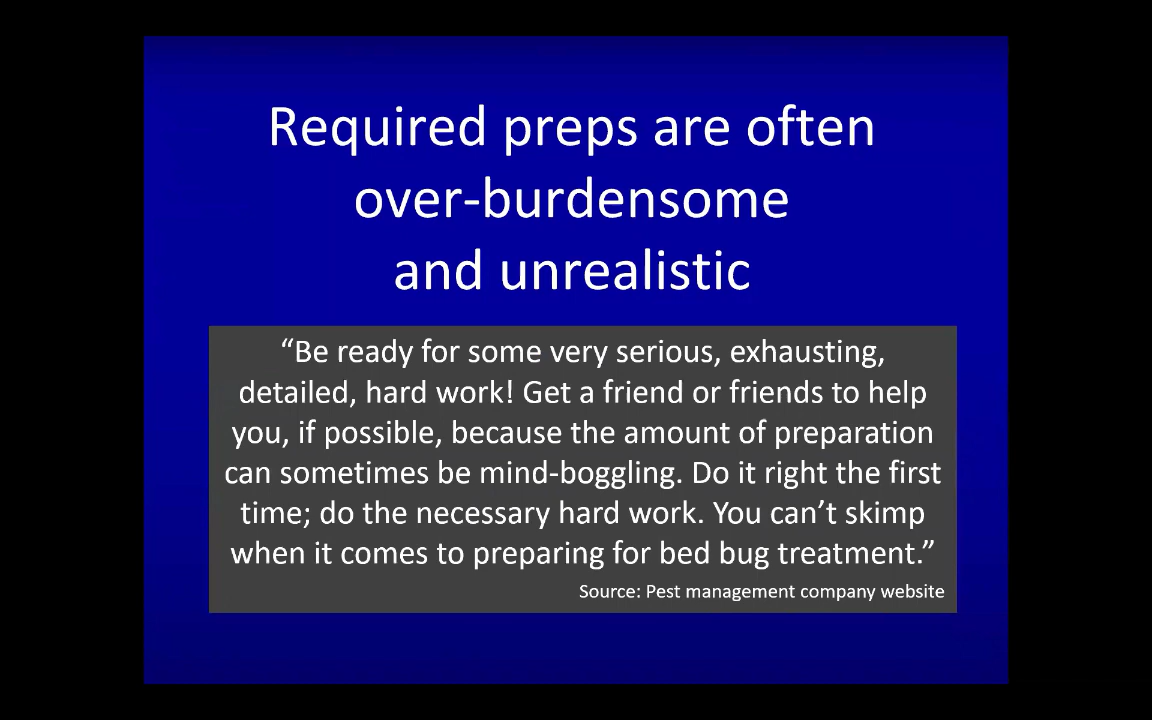 Required preps are often
over-burdensome
and unrealistic
“Be ready for some very serious, exhausting,
detailed, hard work! Get a friend or friends to help
you, if possible, because the amount of preparation
can sometimes be mind-boggling. Do it right the first
time; do the necessary hard work. You can’t skimp
when it comes to preparing for bed bug treatment.”
Source: Pest management company website